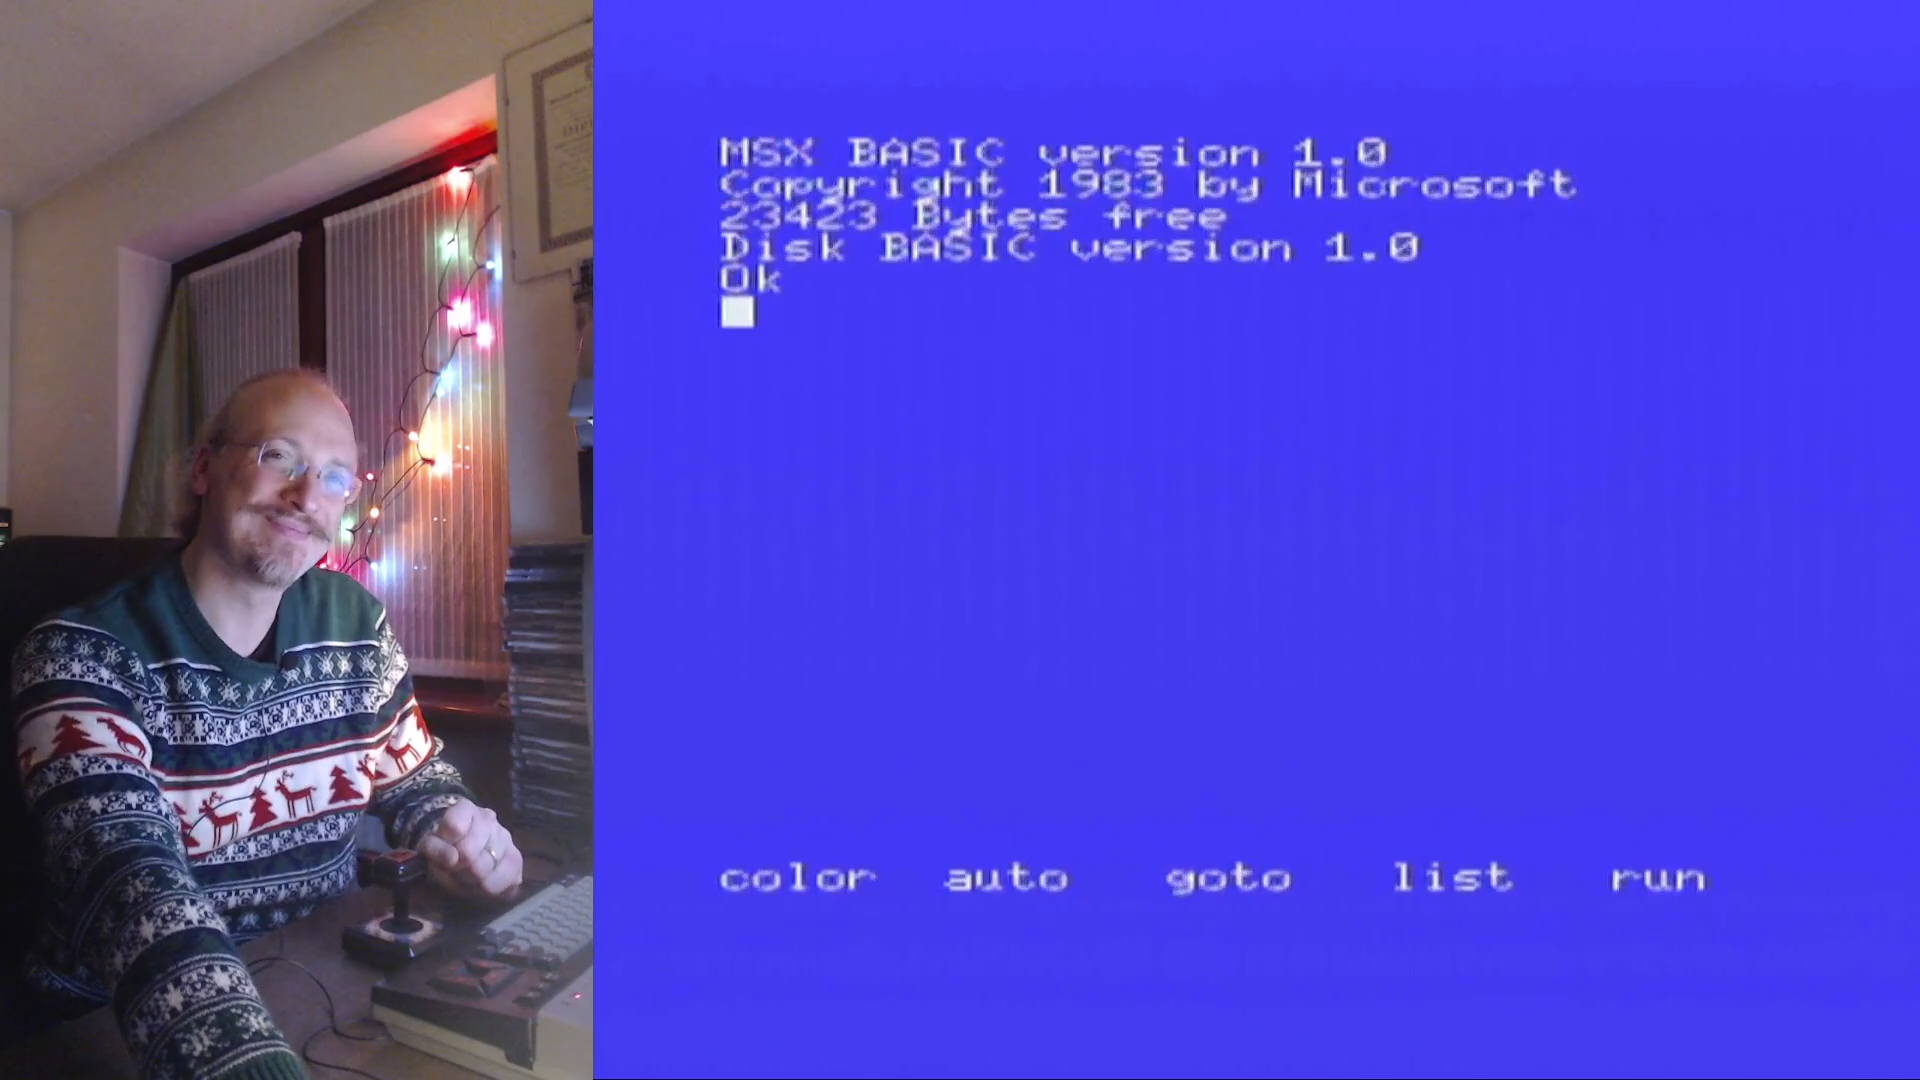 MSX BASIC version 1.0
Copyright 1983 by Microsoft
23423 Bytes free
Disk BASIC version 1.0
Ok
color auto goto list run